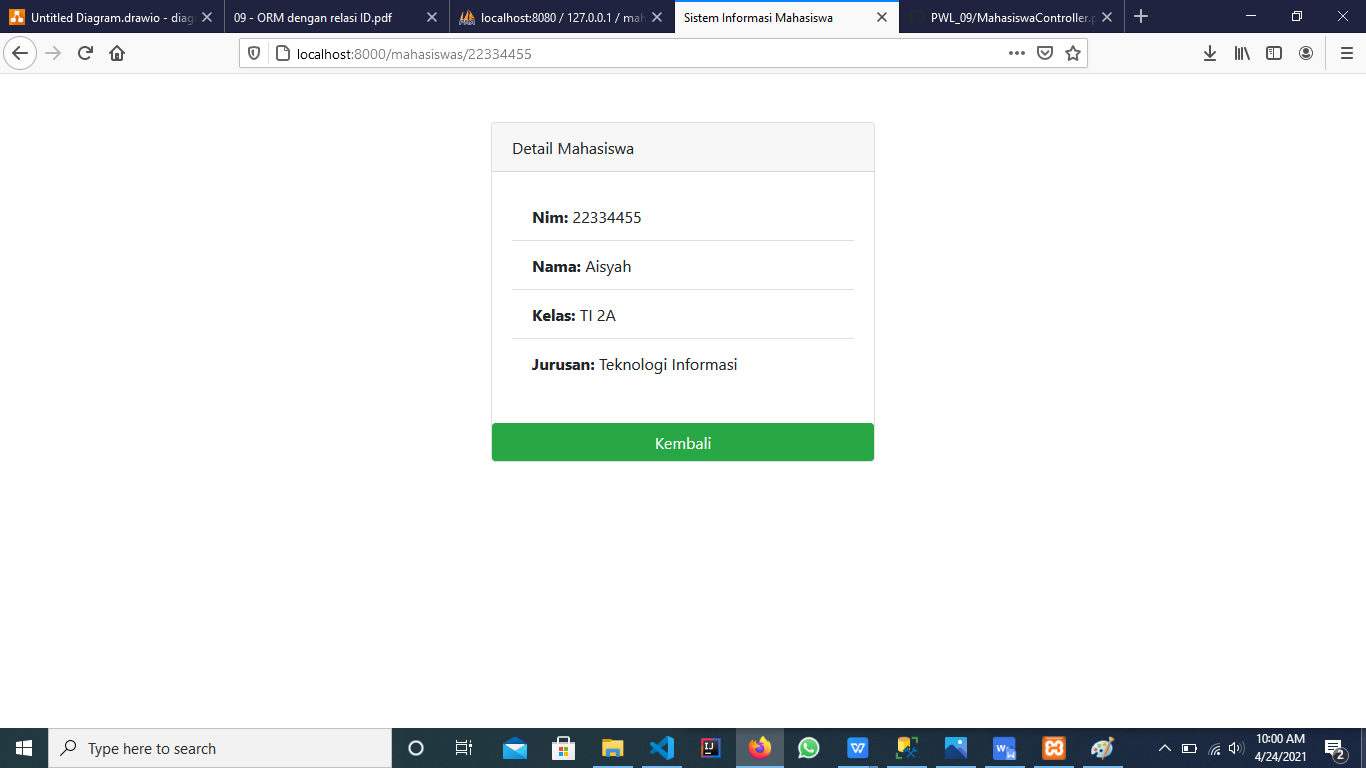 Untitled Diagram.drawio - diag
09 - ORM dengan relasi ID.pdf
localhost:8080 / 127.0.0.1 / mah
Sistem Informasi Mahasiswa
PWL_09/MahasiswaController.p
localhost:8000/mahasiswas/22334455
Detail Mahasiswa
Nim: 22334455
Nama: Aisyah
Kelas: TI 2A
Jurusan: Teknologi Informasi
Kembali
Type here to search
10:00 AM
4/24/2021
2